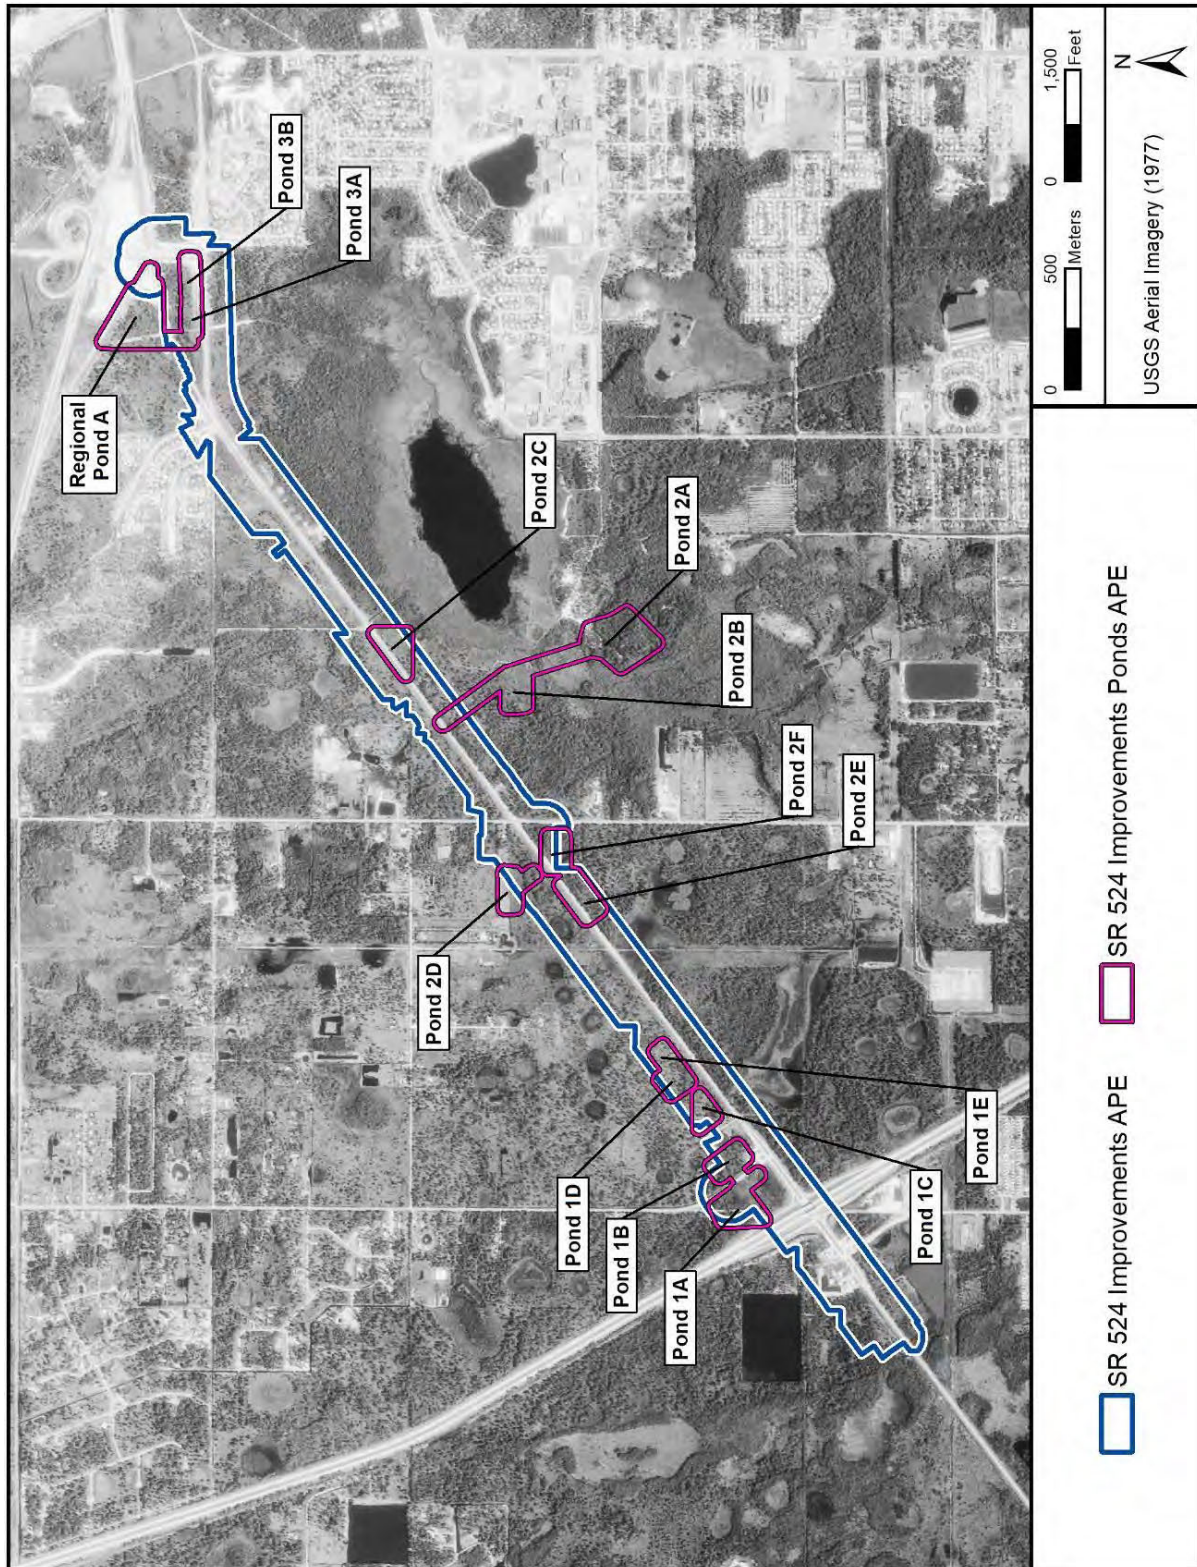 Regional
Pond A
Pond 3B
Pond 3A
Pond 2C
Pond 2A
Pond 2B
Pond 2F
Pond 2E
Pond 2D
Pond 1E
Pond 1D
Pond 1C
Pond 1B
Pond 1A
SR 524 Improvements APE
SR 524 Improvements Ponds APE
0 500 Meters
0 1,500 Feet
N
USGS Aerial Imagery (1977)